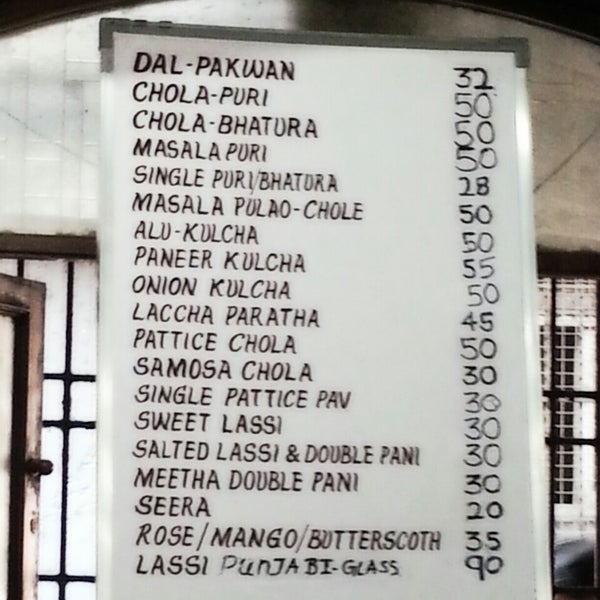 DAL-PAKWAN 32
CHOLA-PURI 50
CHOLA-BHATURA 50
MASALA PURI 50
SINGLE PURI/BHATURA 28
MASALA PULAO-CHOLE 50
ALU-KULCHA 50
PANEER KULCHA 55
ONION KULCHA 50
LACCHA PARATHA 45
PATTICE CHOLA 50
SAMOSA CHOLA 30
SINGLE PATTICE PAV 30
SWEET LASSI 30
SALTED LASSI & DOUBLE PANI 30
MEETHA DOUBLE PANI 30
SEERA 20
ROSE/MANGO/BUTTERSCOTH 35
LASSI PUNJABI-GLASS 90